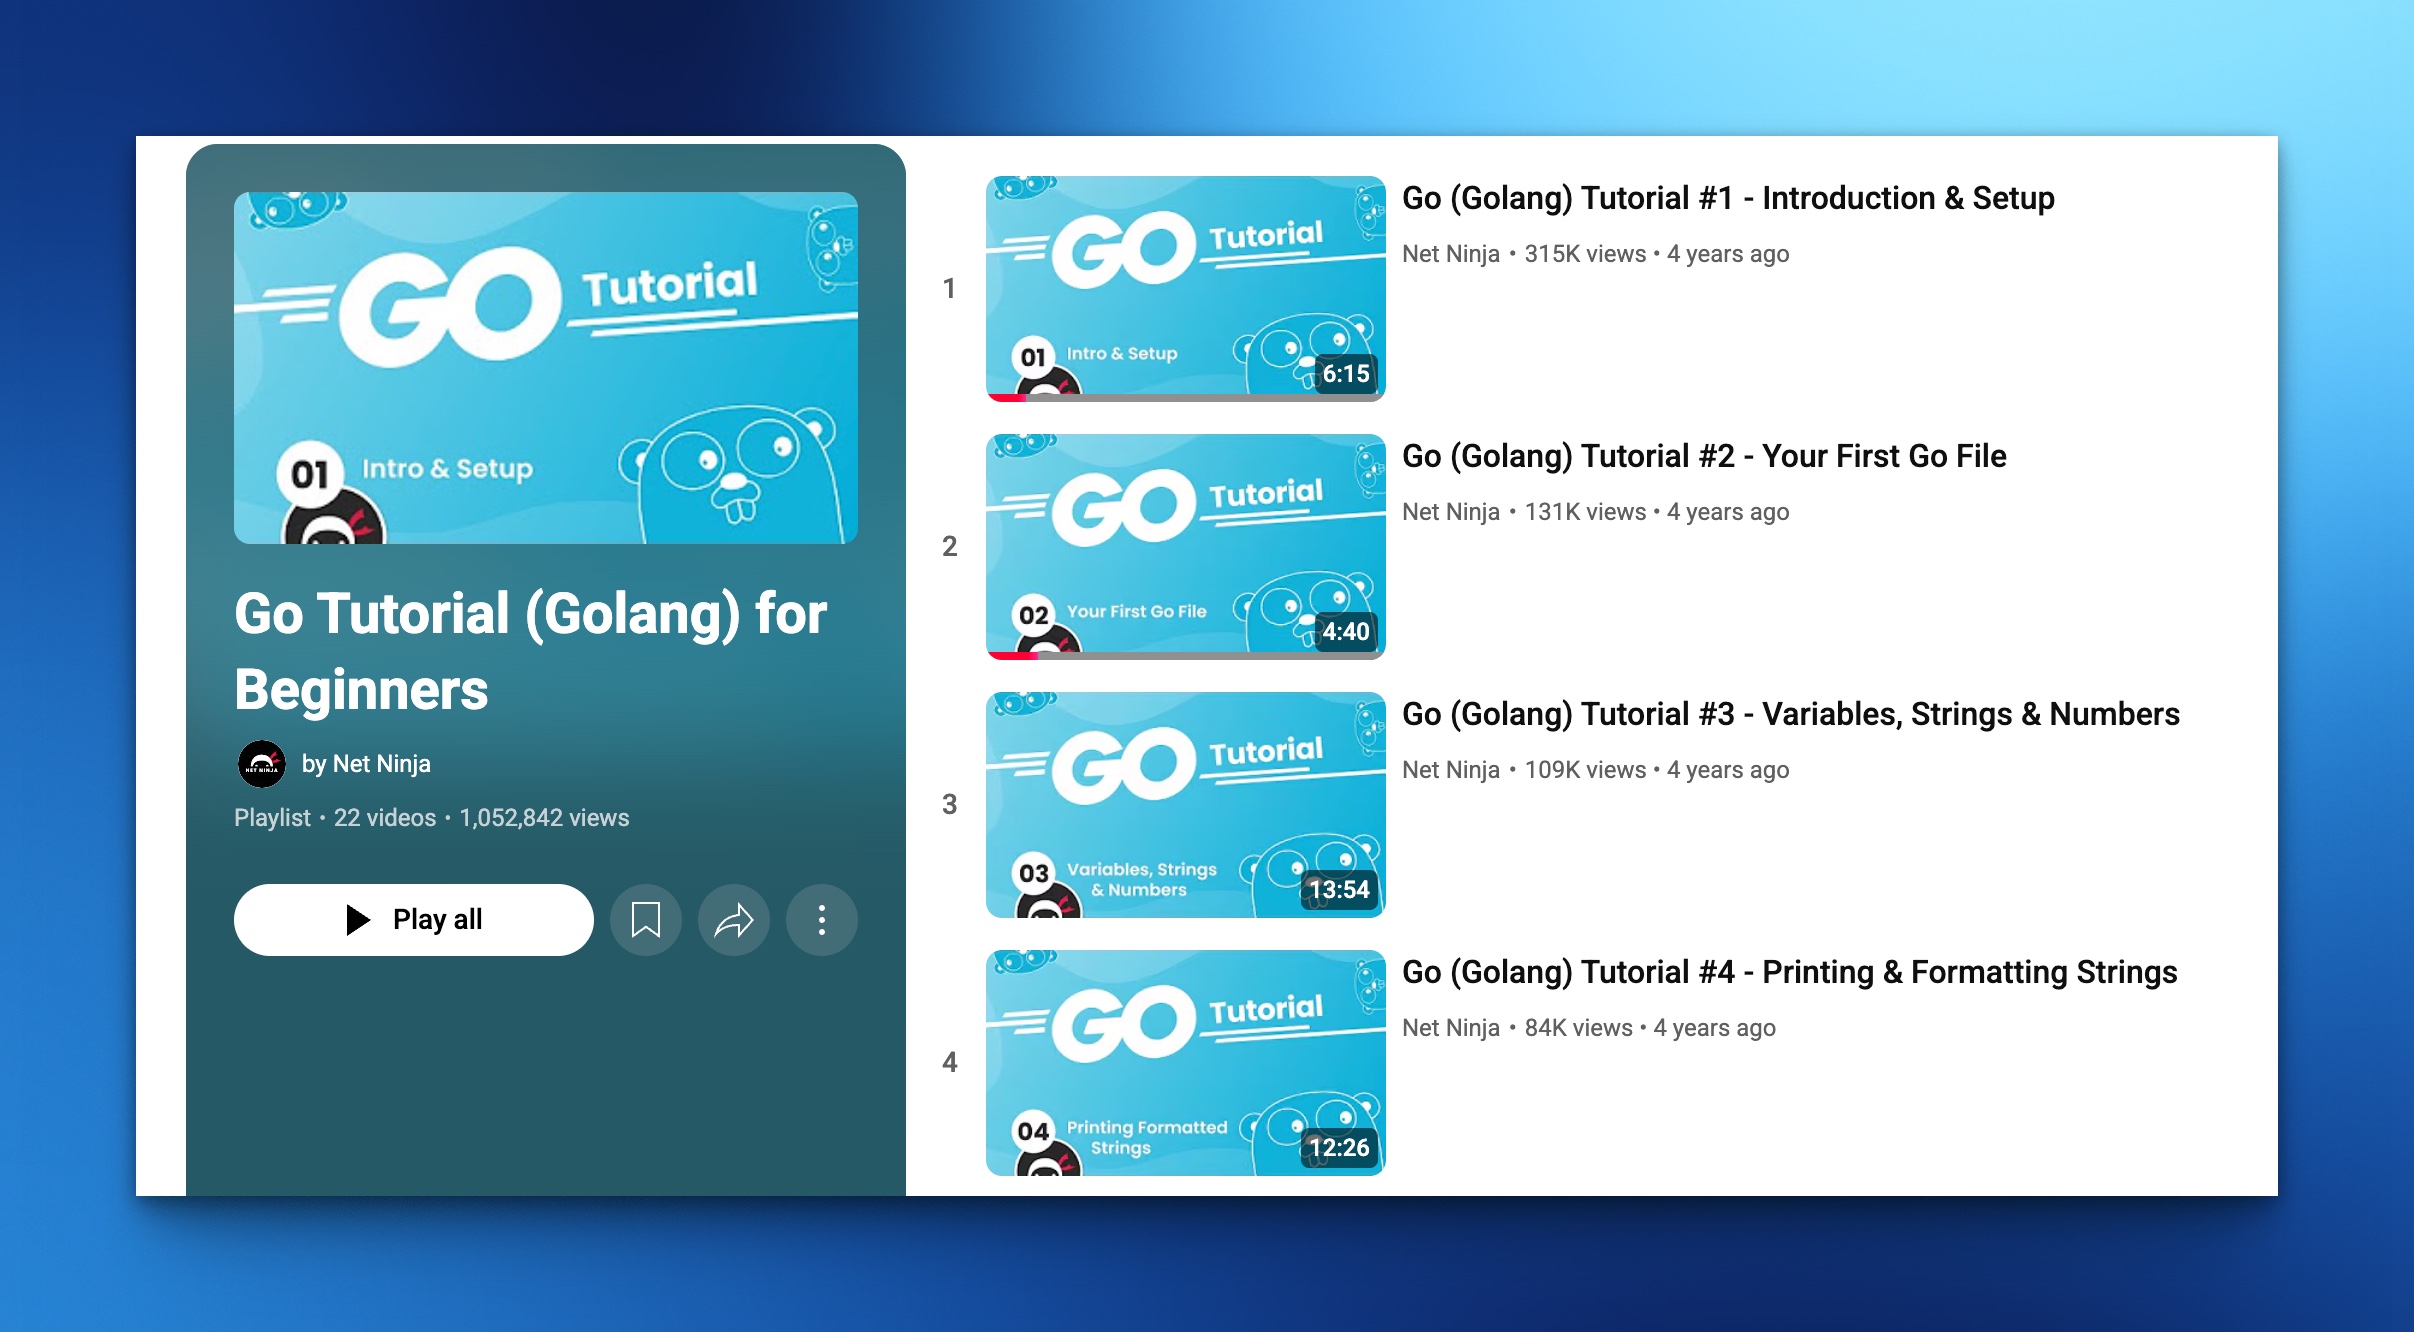 GO Tutorial
01 Intro & Setup
Go Tutorial (Golang) for
Beginners
NET NINJA
by Net Ninja
Playlist • 22 videos • 1,052,842 views
Play all
1
GO Tutorial
01 Intro & Setup
6:15
Go (Golang) Tutorial #1 - Introduction & Setup
Net Ninja • 315K views • 4 years ago
2
GO Tutorial
02 Your First Go File
4:40
Go (Golang) Tutorial #2 - Your First Go File
Net Ninja • 131K views • 4 years ago
3
GO Tutorial
03 Variables, Strings
& Numbers
13:54
Go (Golang) Tutorial #3 - Variables, Strings & Numbers
Net Ninja • 109K views • 4 years ago
4
GO Tutorial
04 Printing Formatted
Strings
12:26
Go (Golang) Tutorial #4 - Printing & Formatting Strings
Net Ninja • 84K views • 4 years ago